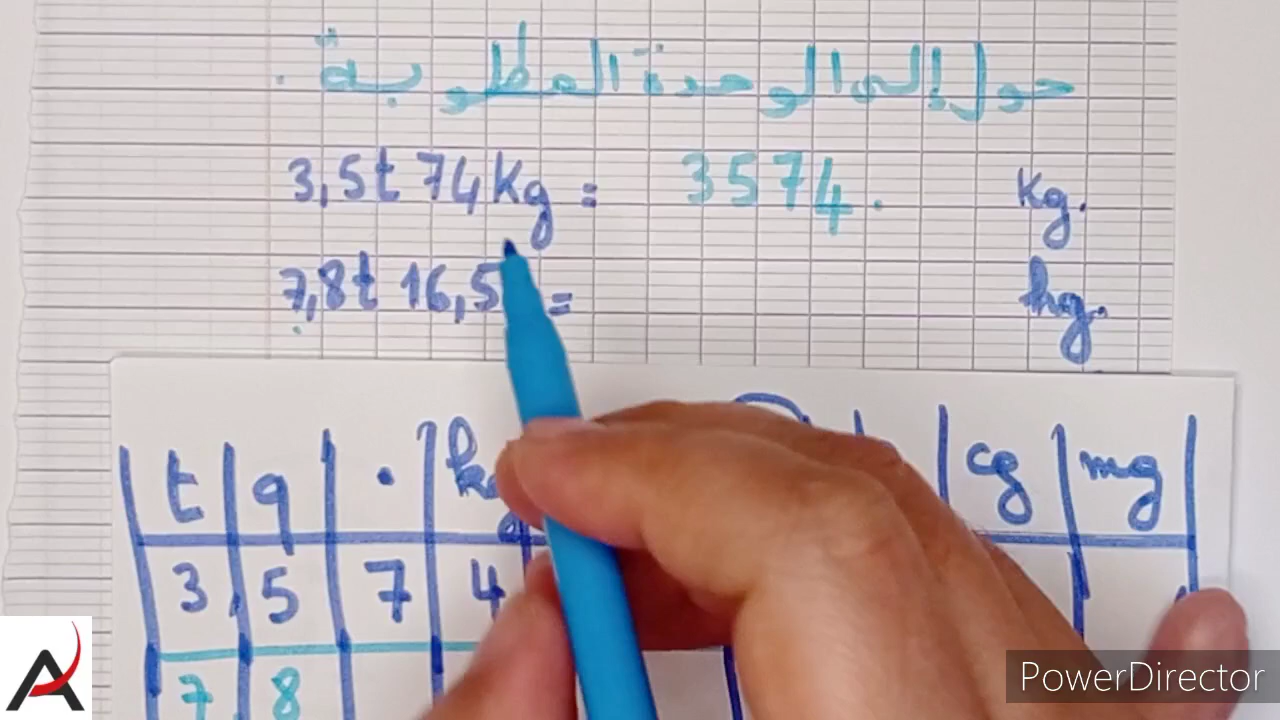 حول إلى الوحدة المطلوبة.
3,5t 74kg = 3574. kg.
7,8t 16,5 = hg.
t q • kg cg mg
3 5 7 4
7 8
PowerDirector